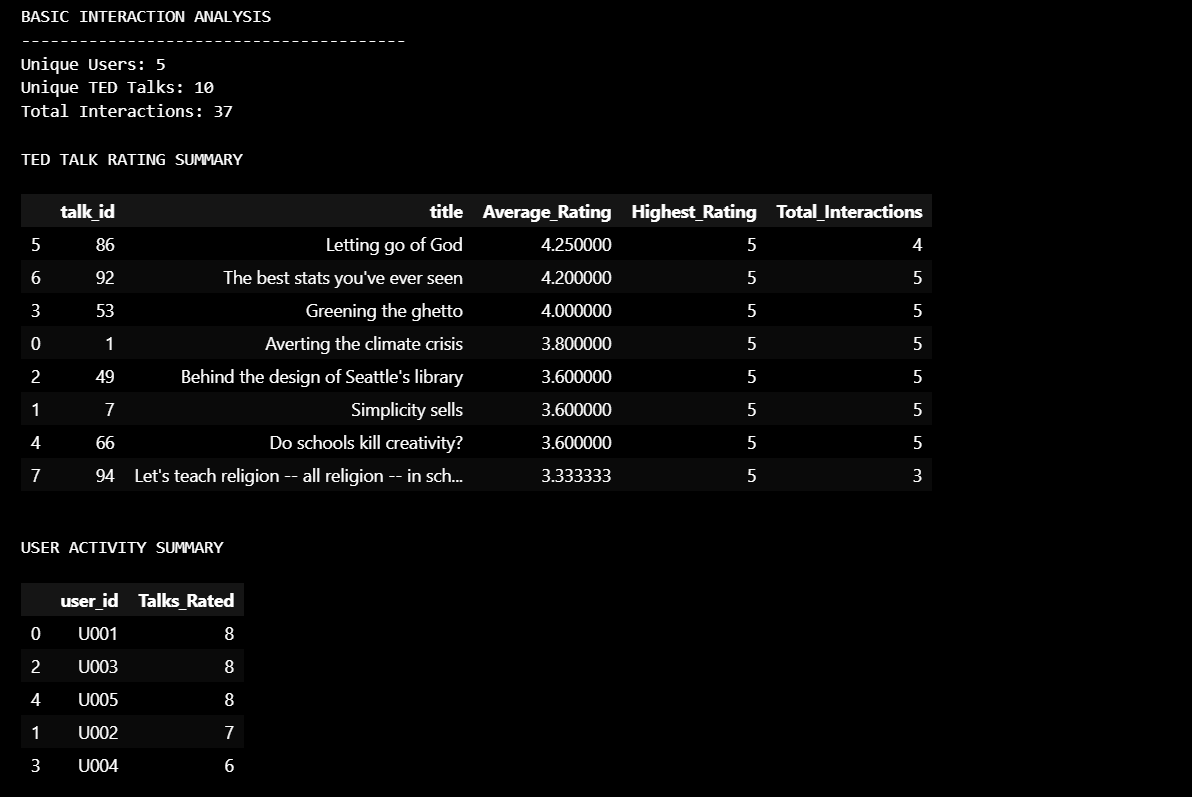 BASIC INTERACTION ANALYSIS
----------------------------------------
Unique Users: 5
Unique TED Talks: 10
Total Interactions: 37
TED TALK RATING SUMMARY
talk_id title Average_Rating Highest_Rating Total_Interactions
5 86 Letting go of God 4.250000 5 4
6 92 The best stats you've ever seen 4.200000 5 5
3 53 Greening the ghetto 4.000000 5 5
0 1 Averting the climate crisis 3.800000 5 5
2 49 Behind the design of Seattle's library 3.600000 5 5
1 7 Simplicity sells 3.600000 5 5
4 66 Do schools kill creativity? 3.600000 5 5
7 94 Let's teach religion -- all religion -- in sch... 3.333333 5 3
USER ACTIVITY SUMMARY
user_id Talks_Rated
0 U001 8
2 U003 8
4 U005 8
1 U002 7
3 U004 6